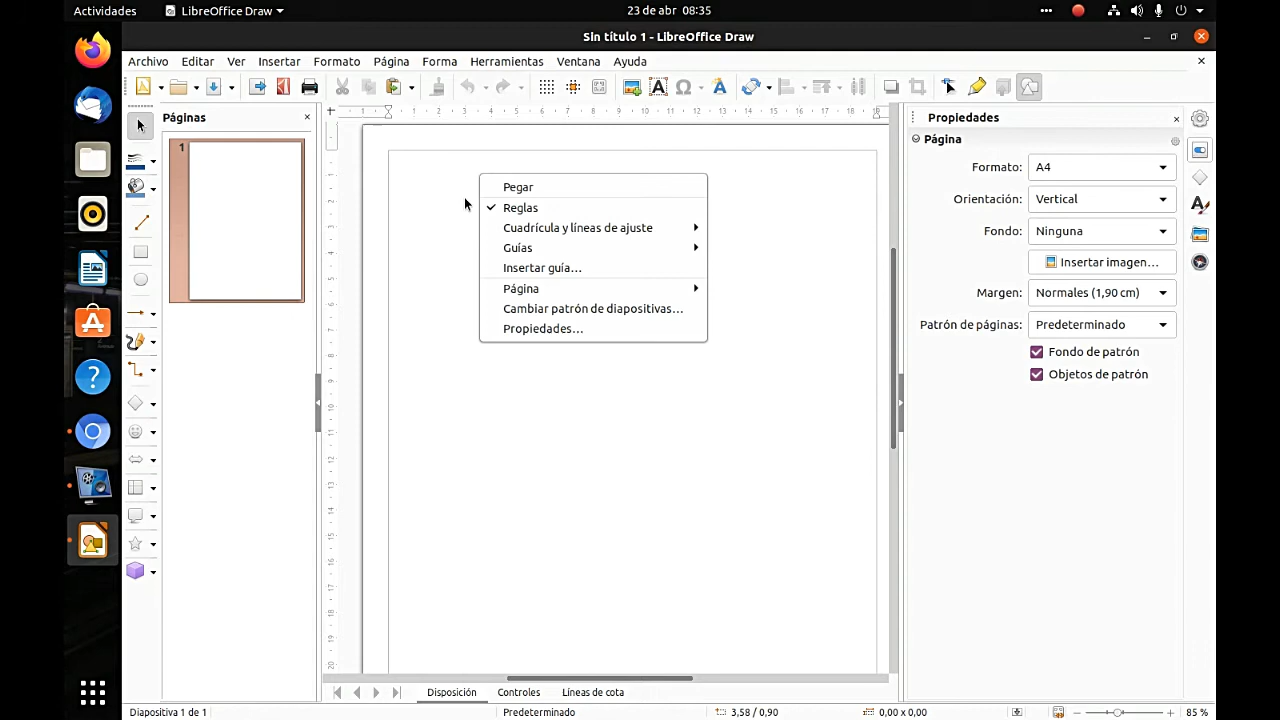 Actividades
LibreOffice Draw
23 de abr 08:35
Sin título 1 - LibreOffice Draw
Archivo Editar Ver Insertar Formato Página Forma Herramientas Ventana Ayuda
Páginas
1
Propiedades
Página
Formato: A4
Orientación: Vertical
Fondo: Ninguna
Insertar imagen...
Margen: Normales (1,90 cm)
Patrón de páginas: Predeterminado
Fondo de patrón
Objetos de patrón
Pegar
Reglas
Cuadrícula y líneas de ajuste
Guías
Insertar guía...
Página
Cambiar patrón de diapositivas...
Propiedades...
Disposición Controles Líneas de cota
Diapositiva 1 de 1 Predeterminado 3,58 / 0,90 0,00 x 0,00 85 %